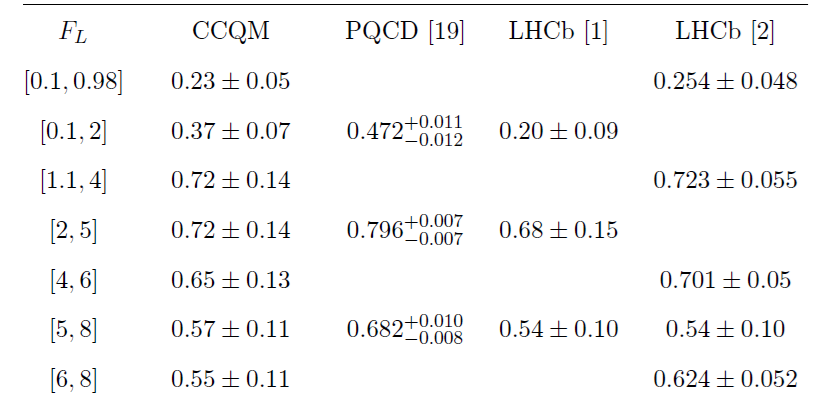 F_L CCQM PQCD [19] LHCb [1] LHCb [2]
[0.1, 0.98] 0.23 ± 0.05 0.254 ± 0.048
[0.1, 2] 0.37 ± 0.07 0.472^{+0.011}_{−0.012} 0.20 ± 0.09
[1.1, 4] 0.72 ± 0.14 0.723 ± 0.055
[2, 5] 0.72 ± 0.14 0.796^{+0.007}_{−0.007} 0.68 ± 0.15
[4, 6] 0.65 ± 0.13 0.701 ± 0.05
[5, 8] 0.57 ± 0.11 0.682^{+0.010}_{−0.008} 0.54 ± 0.10 0.54 ± 0.10
[6, 8] 0.55 ± 0.11 0.624 ± 0.052